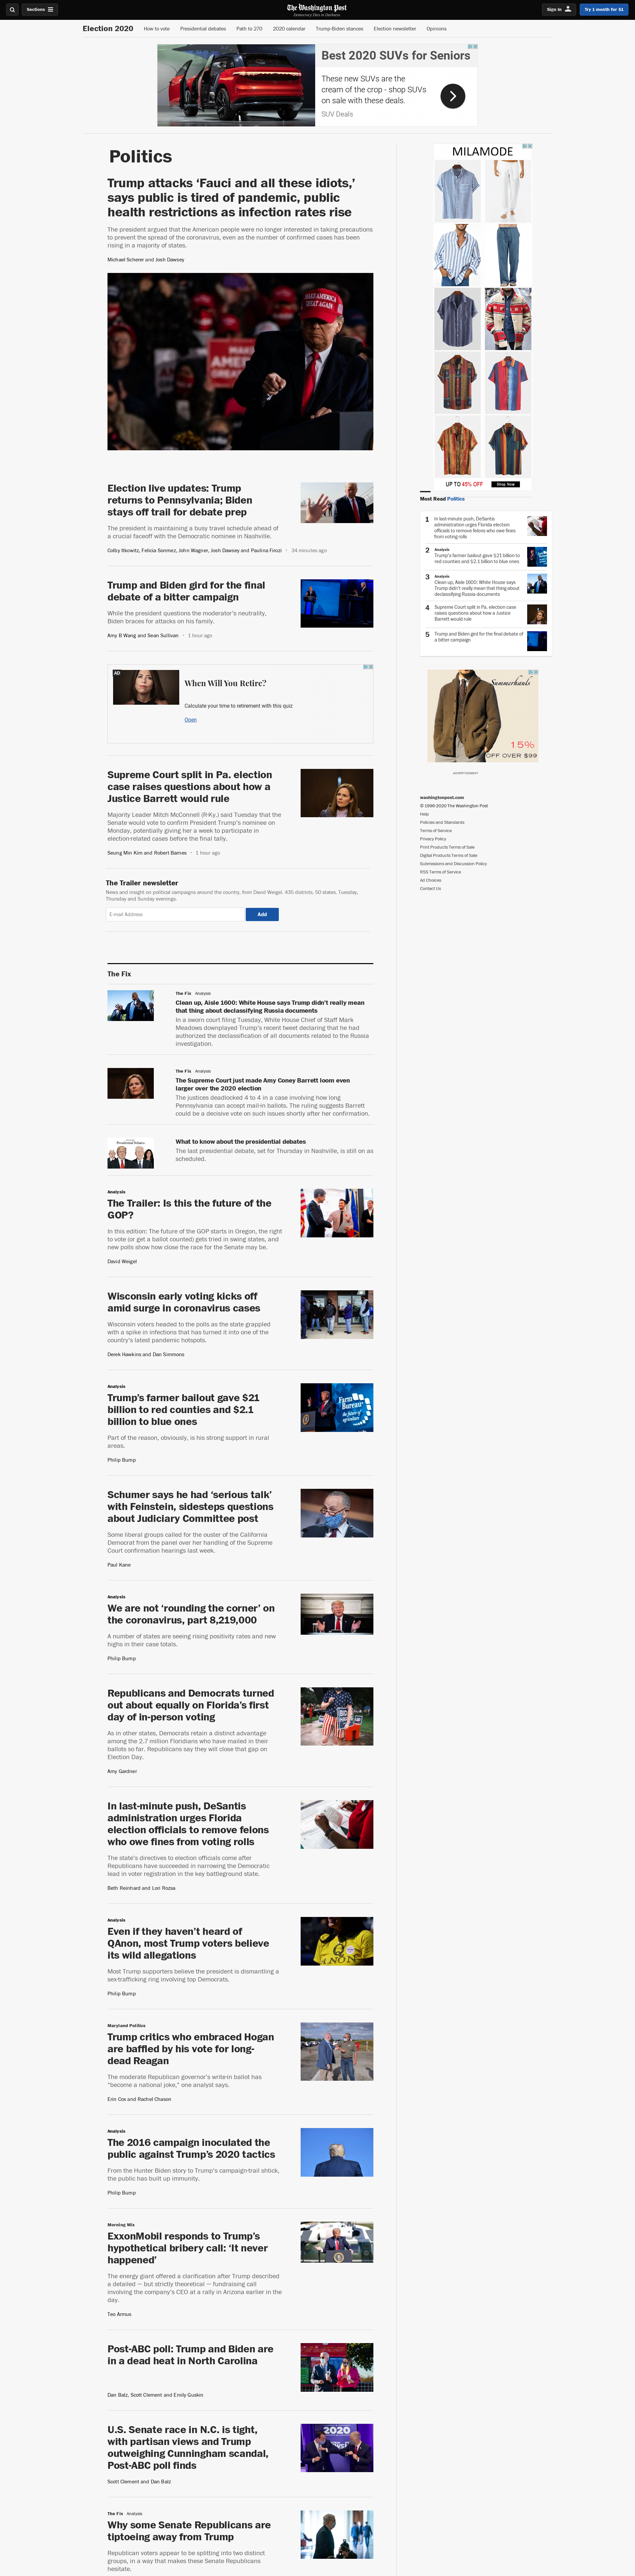 Sections
The Washington Post
Democracy Dies in Darkness
Sign In
Try 1 month for $1
Election 2020
How to vote
Presidential debates
Path to 270
2020 calendar
Trump-Biden stances
Election newsletter
Opinions
Best 2020 SUVs for Seniors
These new SUVs are the
cream of the crop - shop SUVs
on sale with these deals.
SUV Deals
Politics
Trump attacks ‘Fauci and all these idiots,’
says public is tired of pandemic, public
health restrictions as infection rates rise
The president argued that the American people were no longer interested in taking precautions
to prevent the spread of the coronavirus, even as the number of confirmed cases has been
rising in a majority of states.
Michael Scherer and Josh Dawsey
Election live updates: Trump
returns to Pennsylvania; Biden
stays off trail for debate prep
The president is maintaining a busy travel schedule ahead of
a crucial faceoff with the Democratic nominee in Nashville.
Colby Itkowitz, Felicia Sonmez, John Wagner, Josh Dawsey and Paulina Firozi • 34 minutes ago
Trump and Biden gird for the final
debate of a bitter campaign
While the president questions the moderator’s neutrality,
Biden braces for attacks on his family.
Amy B Wang and Sean Sullivan • 1 hour ago
AD
When Will You Retire?
Calculate your time to retirement with this quiz
Open
Supreme Court split in Pa. election
case raises questions about how a
Justice Barrett would rule
Majority Leader Mitch McConnell (R-Ky.) said Tuesday that the
Senate would vote to confirm President Trump’s nominee on
Monday, potentially giving her a week to participate in
election-related cases before the final tally.
Seung Min Kim and Robert Barnes • 1 hour ago
The Trailer newsletter
News and insight on political campaigns around the country, from David Weigel. 435 districts. 50 states. Tuesday,
Thursday and Sunday evenings.
E-mail Address
Add
The Fix
The Fix Analysis
Clean up, Aisle 1600: White House says Trump didn’t really mean
that thing about declassifying Russia documents
In a sworn court filing Tuesday, White House Chief of Staff Mark
Meadows downplayed Trump’s recent tweet declaring that he had
authorized the declassification of all documents related to the Russia
investigation.
The Fix Analysis
The Supreme Court just made Amy Coney Barrett loom even
larger over the 2020 election
The justices deadlocked 4 to 4 in a case involving how long
Pennsylvania can accept mail-in ballots. The ruling suggests Barrett
could be a decisive vote on such issues shortly after her confirmation.
What to know about the presidential debates
The last presidential debate, set for Thursday in Nashville, is still on as
scheduled.
Analysis
The Trailer: Is this the future of the
GOP?
In this edition: The future of the GOP starts in Oregon, the right
to vote (or get a ballot counted) gets tried in swing states, and
new polls show how close the race for the Senate may be.
David Weigel
Wisconsin early voting kicks off
amid surge in coronavirus cases
Wisconsin voters headed to the polls as the state grappled
with a spike in infections that has turned it into one of the
country’s latest pandemic hotspots.
Derek Hawkins and Dan Simmons
Analysis
Trump’s farmer bailout gave $21
billion to red counties and $2.1
billion to blue ones
Part of the reason, obviously, is his strong support in rural
areas.
Philip Bump
Schumer says he had ‘serious talk’
with Feinstein, sidesteps questions
about Judiciary Committee post
Some liberal groups called for the ouster of the California
Democrat from the panel over her handling of the Supreme
Court confirmation hearings last week.
Paul Kane
Analysis
We are not ‘rounding the corner’ on
the coronavirus, part 8,219,000
A number of states are seeing rising positivity rates and new
highs in their case totals.
Philip Bump
Republicans and Democrats turned
out about equally on Florida’s first
day of in-person voting
As in other states, Democrats retain a distinct advantage
among the 2.7 million Floridians who have mailed in their
ballots so far. Republicans say they will close that gap on
Election Day.
Amy Gardner
In last-minute push, DeSantis
administration urges Florida
election officials to remove felons
who owe fines from voting rolls
The state’s directives to election officials come after
Republicans have succeeded in narrowing the Democratic
lead in voter registration in the key battleground state.
Beth Reinhard and Lori Rozsa
Analysis
Even if they haven’t heard of
QAnon, most Trump voters believe
its wild allegations
Most Trump supporters believe the president is dismantling a
sex-trafficking ring involving top Democrats.
Philip Bump
Maryland Politics
Trump critics who embraced Hogan
are baffled by his vote for long-
dead Reagan
The moderate Republican governor’s write-in ballot has
“become a national joke,” one analyst says.
Erin Cox and Rachel Chason
Analysis
The 2016 campaign inoculated the
public against Trump’s 2020 tactics
From the Hunter Biden story to Trump’s campaign-trail shtick,
the public has built up immunity.
Philip Bump
Morning Mix
ExxonMobil responds to Trump’s
hypothetical bribery call: ‘It never
happened’
The energy giant offered a clarification after Trump described
a detailed — but strictly theoretical — fundraising call
involving the company’s CEO at a rally in Arizona earlier in the
day.
Teo Armus
Post-ABC poll: Trump and Biden are
in a dead heat in North Carolina
Dan Balz, Scott Clement and Emily Guskin
U.S. Senate race in N.C. is tight,
with partisan views and Trump
outweighing Cunningham scandal,
Post-ABC poll finds
Scott Clement and Dan Balz
The Fix Analysis
Why some Senate Republicans are
tiptoeing away from Trump
Republican voters appear to be splitting into two distinct
groups, in a way that makes these Senate Republicans
hesitate.
MILAMODE
UP TO 45% OFF
Shop Now
Most Read Politics
1 In last-minute push, DeSantis
administration urges Florida election
officials to remove felons who owe fines
from voting rolls
2 Analysis
Trump’s farmer bailout gave $21 billion to
red counties and $2.1 billion to blue ones
3 Analysis
Clean up, Aisle 1600: White House says
Trump didn’t really mean that thing about
declassifying Russia documents
4 Supreme Court split in Pa. election case
raises questions about how a Justice
Barrett would rule
5 Trump and Biden gird for the final debate of
a bitter campaign
Summerhauls
15%
OFF OVER $99
ADVERTISEMENT
washingtonpost.com
© 1996-2020 The Washington Post
Help
Policies and Standards
Terms of Service
Privacy Policy
Print Products Terms of Sale
Digital Products Terms of Sale
Submissions and Discussion Policy
RSS Terms of Service
Ad Choices
Contact Us